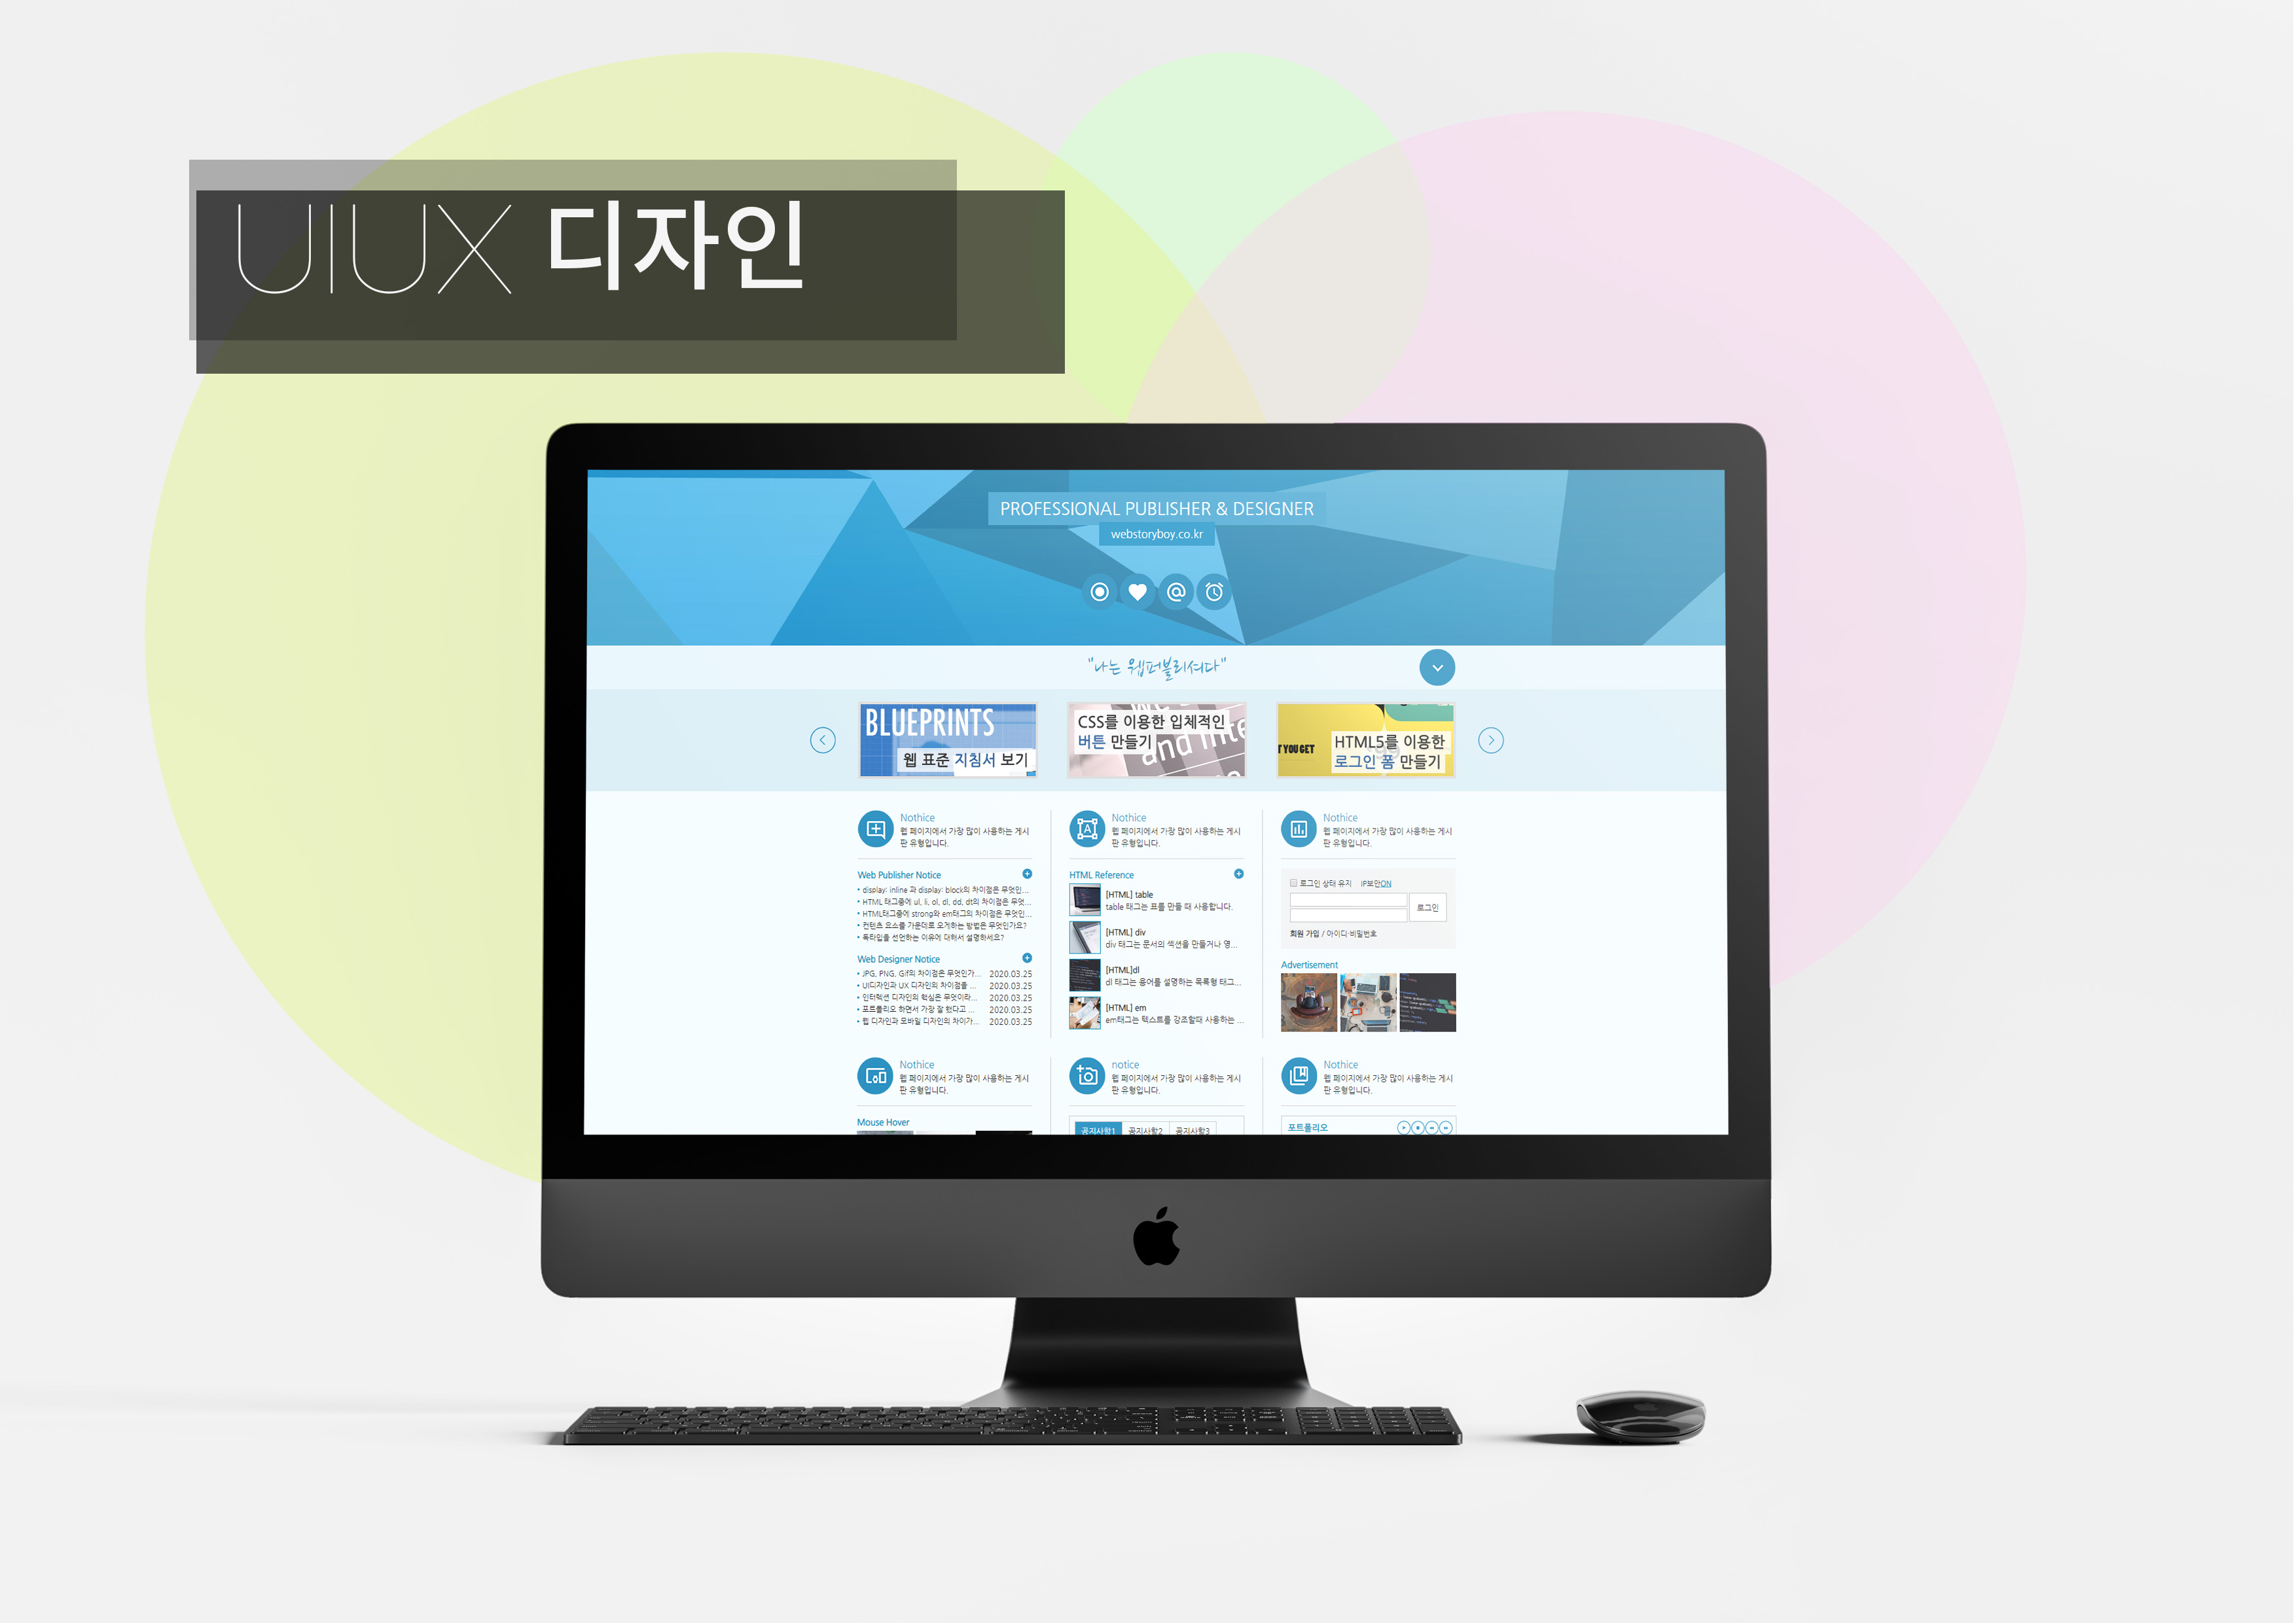 UIUX 디자인
PROFESSIONAL PUBLISHER & DESIGNER
webstoryboy.co.kr
"나는 웹퍼블리셔다"
BLUEPRINTS
웹 표준 지침서 보기
CSS를 이용한 입체적인
버튼 만들기
and inte
T YOU GET
HTML5를 이용한
로그인 폼 만들기
Nothice
웹 페이지에서 가장 많이 사용하는 게시
판 유형입니다.
Web Publisher Notice
display: inline 과 display: block의 차이점은 무엇인...
HTML 태그중에 ul, li, ol, dl, dd, dt의 차이점은 무엇...
HTML태그중에 strong와 em태그의 차이점은 무엇인...
컨텐츠 요소를 가운데로 오게하는 방법은 무엇인가요?
독타입을 선언하는 이유에 대해서 설명하세요?
Web Designer Notice
JPG, PNG, Gif의 차이점은 무엇인가... 2020.03.25
UI디자인과 UX 디자인의 차이점을 ... 2020.03.25
인터랙션 디자인의 핵심은 무엇이라... 2020.03.25
포트폴리오 하면서 가장 잘 했다고 ... 2020.03.25
웹 디자인과 모바일 디자인의 차이가... 2020.03.25
Nothice
웹 페이지에서 가장 많이 사용하는 게시
판 유형입니다.
HTML Reference
[HTML] table
table 태그는 표를 만들 때 사용합니다.
[HTML] div
div 태그는 문서의 섹션을 만들거나 영...
[HTML]dl
dl 태그는 용어를 설명하는 목록형 태그...
[HTML] em
em태그는 텍스트를 강조할때 사용하는 ...
Nothice
웹 페이지에서 가장 많이 사용하는 게시
판 유형입니다.
로그인 상태 유지 IP보안ON
로그인
회원 가입 / 아이디·비밀번호
Advertisement
Nothice
웹 페이지에서 가장 많이 사용하는 게시
판 유형입니다.
Mouse Hover
notice
웹 페이지에서 가장 많이 사용하는 게시
판 유형입니다.
공지사항1 공지사항2 공지사항3
Nothice
웹 페이지에서 가장 많이 사용하는 게시
판 유형입니다.
포트폴리오